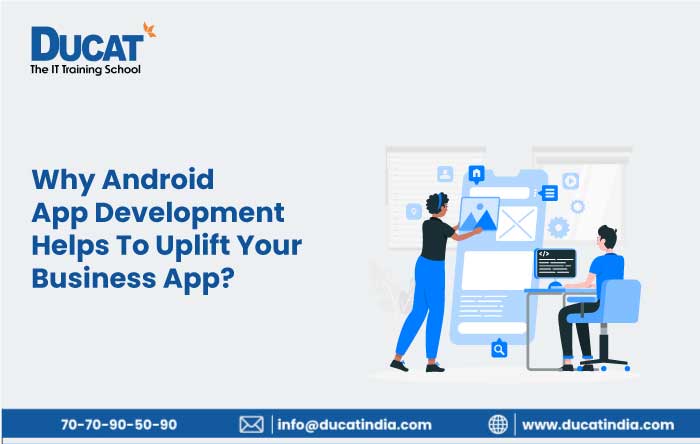 DUCAT
The IT Training School
Why Android
App Development
Helps To Uplift Your
Business App?
</>
70-70-90-50-90
info@ducatindia.com
www.ducatindia.com